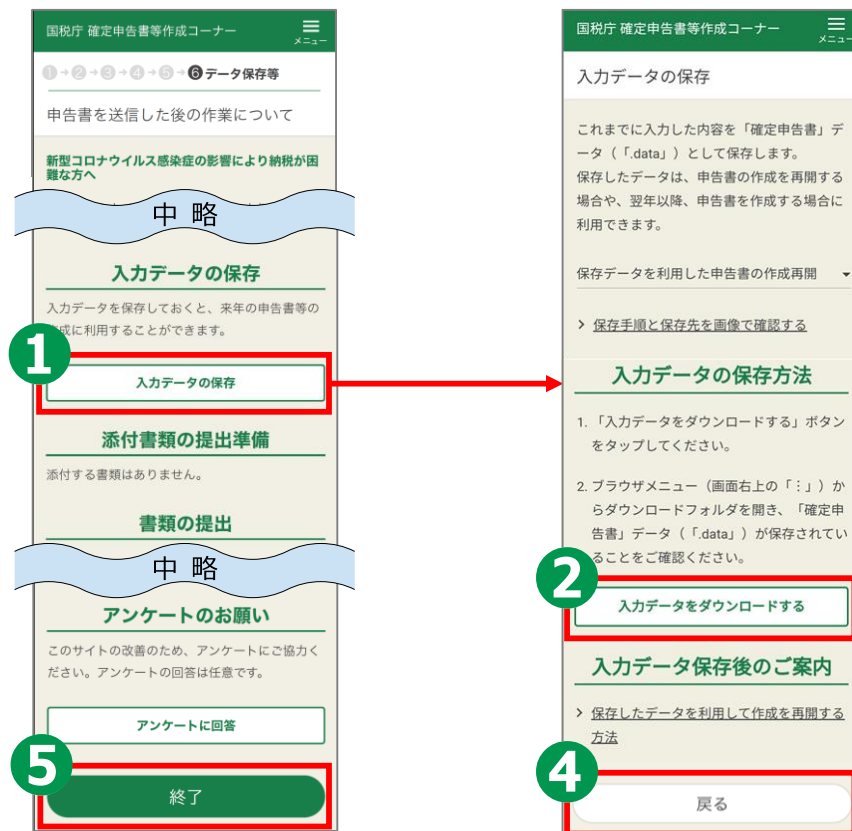 国税庁 確定申告書等作成コーナー
メニュー
1→2→3→4→5→6データ保存等
申告書を送信した後の作業について
新型コロナウイルス感染症の影響により納税が困
難な方へ
中 略
入力データの保存
入力データを保存しておくと、来年の申告書等の
成に利用することができます。
1
入力データの保存
添付書類の提出準備
添付する書類はありません。
書類の提出
中 略
アンケートのお願い
このサイトの改善のため、アンケートにご協力く
ださい。アンケートの回答は任意です。
アンケートに回答
5
終了
国税庁 確定申告書等作成コーナー
メニュー
入力データの保存
これまでに入力した内容を「確定申告書」デ
ータ（「.data」）として保存します。
保存したデータは、申告書の作成を再開する
場合や、翌年以降、申告書を作成する場合に
利用できます。
保存データを利用した申告書の作成再開
> 保存手順と保存先を画像で確認する
入力データの保存方法
1. 「入力データをダウンロードする」ボタン
をタップしてください。
2. ブラウザメニュー（画面右上の「⋮」）か
らダウンロードフォルダを開き、「確定申
告書」データ（「.data」）が保存されてい
ることをご確認ください。
2
入力データをダウンロードする
入力データ保存後のご案内
> 保存したデータを利用して作成を再開する
方法
4
戻る